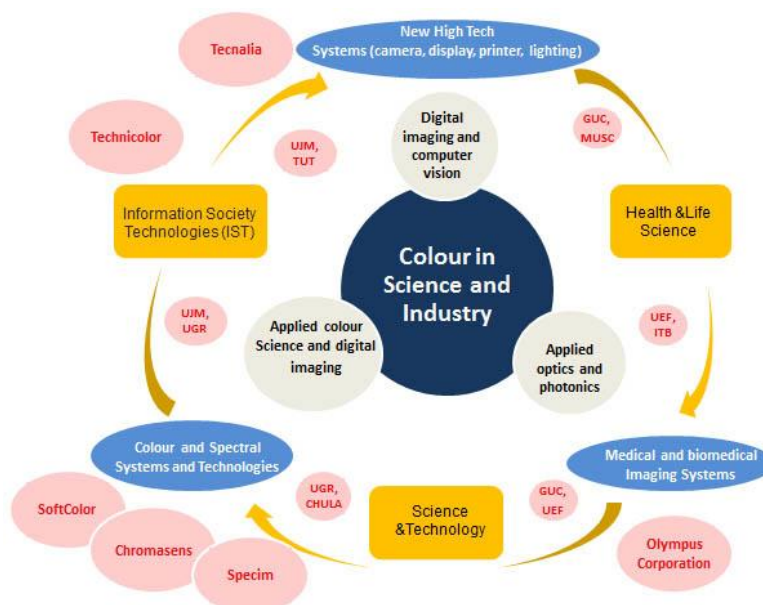 New High Tech
Systems (camera, display, printer, lighting)
Tecnalia
Technicolor
UJM,
TUT
Digital
imaging and
computer
vision
GUC,
MUSC
Information Society
Technologies (IST)
Health &Life
Science
Colour in
Science and
Industry
UJM,
UGR
Applied colour
Science and digital
imaging
Applied
optics and
photonics
UEF,
ITB
Colour and Spectral
Systems and Technologies
Medical and biomedical
Imaging Systems
UGR,
CHULA
Science
&Technology
GUC,
UEF
SoftColor
Chromasens
Specim
Olympus
Corporation